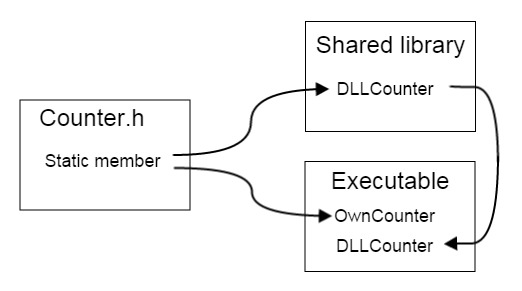 Counter.h
Static member
Shared library
DLLCounter
Executable
OwnCounter
DLLCounter